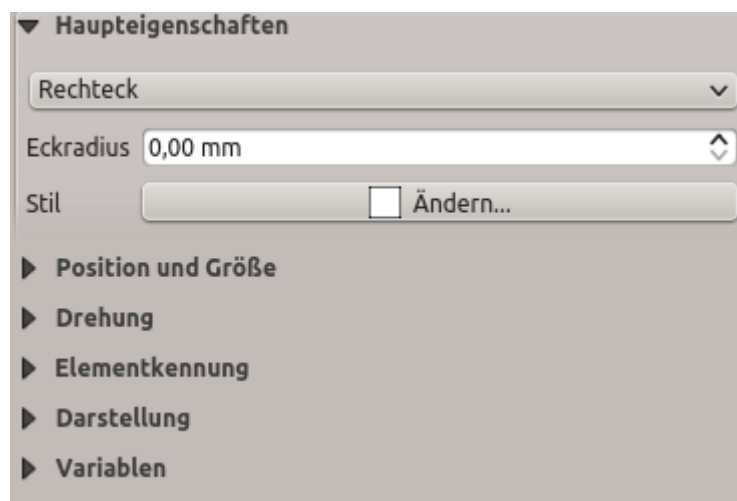 Haupteigenschaften
Rechteck
Eckradius 0,00 mm
Stil Ändern...
Position und Größe
Drehung
Elementkennung
Darstellung
Variablen